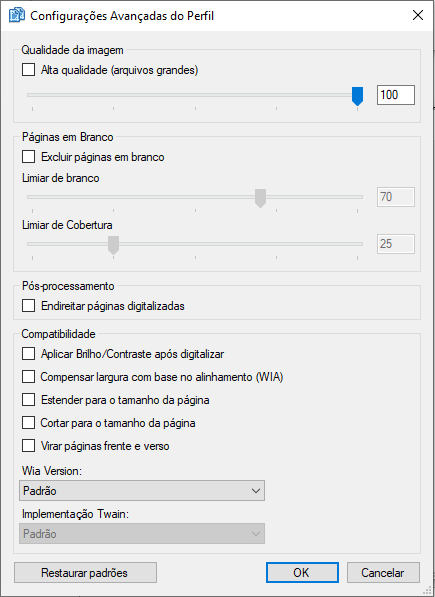 Configurações Avançadas do Perfil
Qualidade da imagem
Alta qualidade (arquivos grandes)
100
Páginas em Branco
Excluir páginas em branco
Limiar de branco
70
Limiar de Cobertura
25
Pós-processamento
Endireitar páginas digitalizadas
Compatibilidade
Aplicar Brilho/Contraste após digitalizar
Compensar largura com base no alinhamento (WIA)
Estender para o tamanho da página
Cortar para o tamanho da página
Virar páginas frente e verso
Wia Version:
Padrão
Implementação Twain:
Padrão
Restaurar padrões
OK
Cancelar